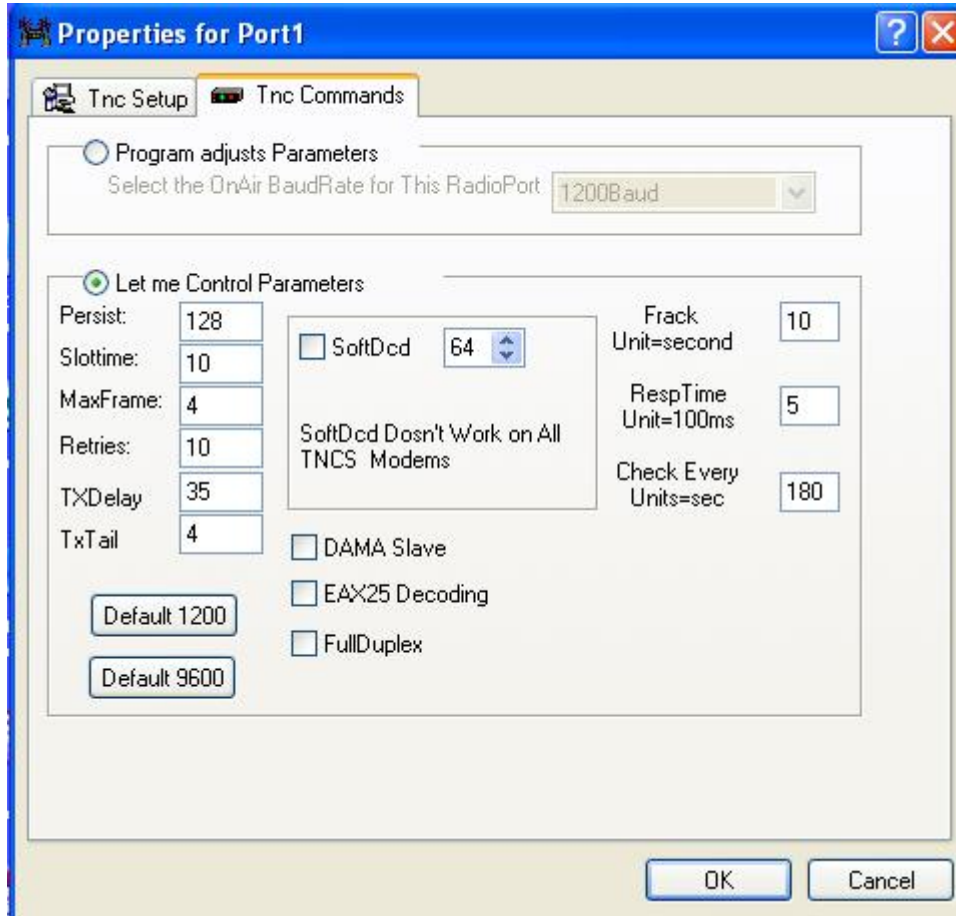 Properties for Port1
Tnc Setup
Tnc Commands
Program adjusts Parameters
Select the OnAir BaudRate for This RadioPort
1200Baud
Let me Control Parameters
Persist:
128
Slottime:
10
MaxFrame:
4
Retries:
10
TXDelay
35
TxTail
4
Default 1200
Default 9600
SoftDcd
64
SoftDcd Dosn't Work on All
TNCS Modems
DAMA Slave
EAX25 Decoding
FullDuplex
Frack
Unit=second
10
RespTime
Unit=100ms
5
Check Every
Units=sec
180
OK
Cancel